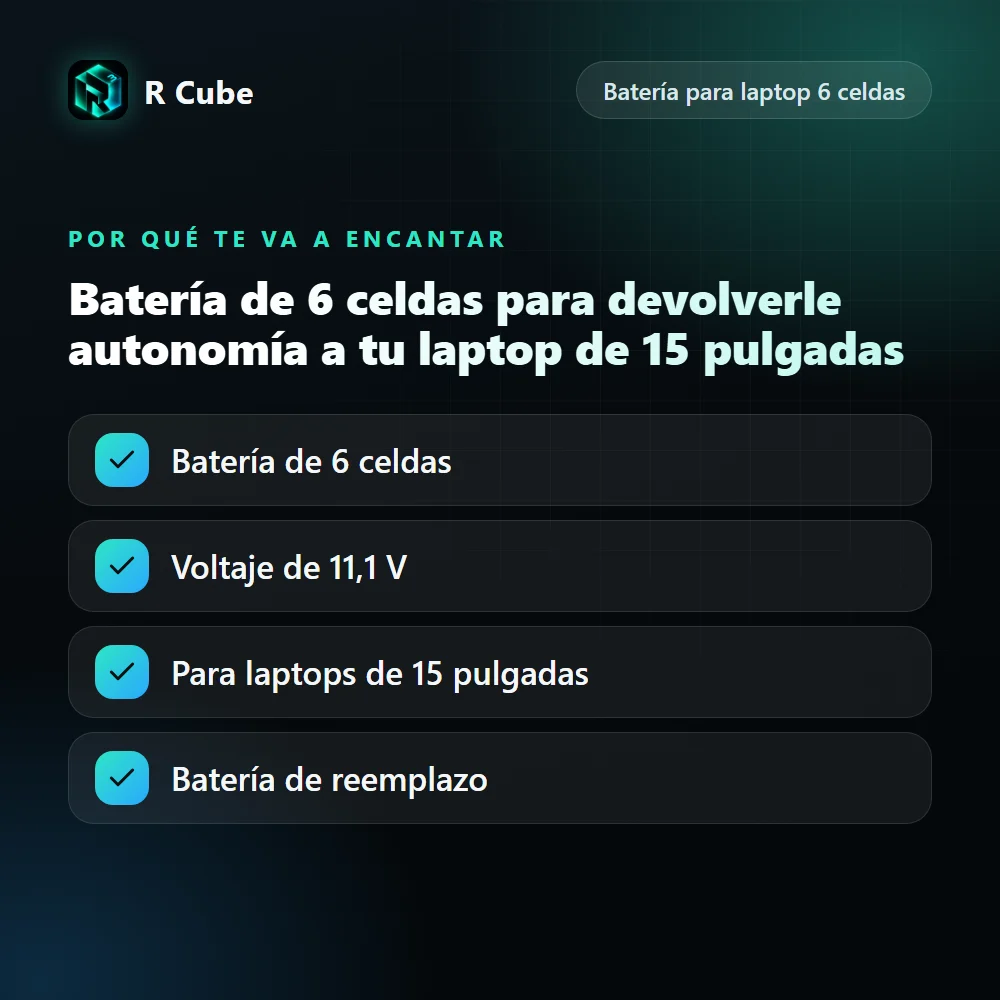 R Cube
Batería para laptop 6 celdas
POR QUÉ TE VA A ENCANTAR
Batería de 6 celdas para devolverle
autonomía a tu laptop de 15 pulgadas
Batería de 6 celdas
Voltaje de 11,1 V
Para laptops de 15 pulgadas
Batería de reemplazo